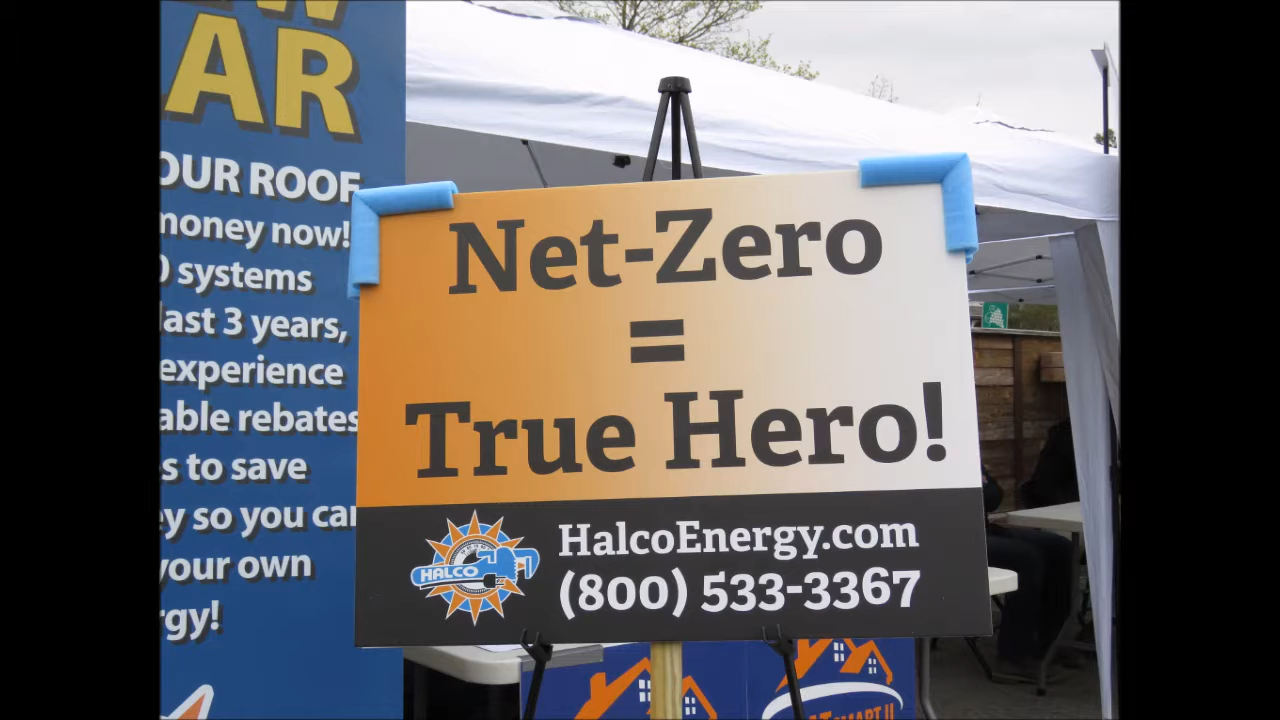 AR
OUR ROOF
money now!
systems
last 3 years,
experience
able rebates
s to save
y so you can
your own
rgy!
Net-Zero
=
True Hero!
HALCO
HalcoEnergy.com
(800) 533-3367